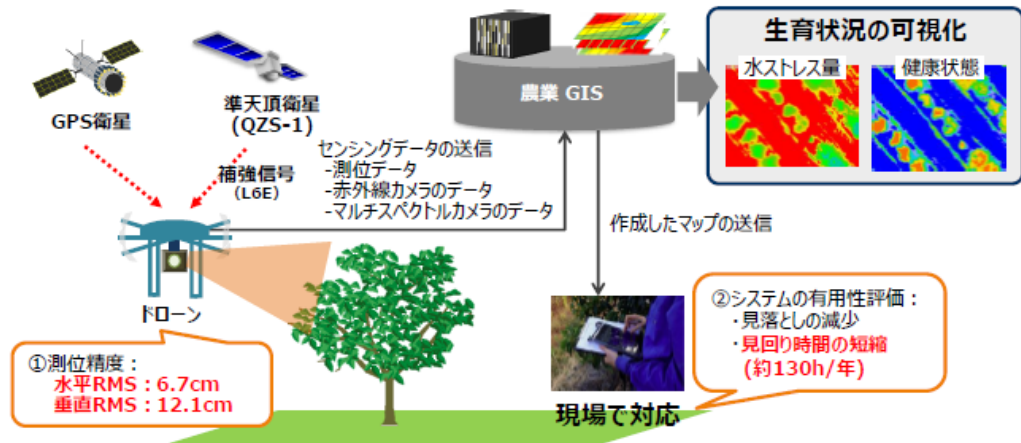 GPS衛星
準天頂衛星
(QZS-1)
補強信号
(L6E)
センシングデータの送信
-測位データ
-赤外線カメラのデータ
-マルチスペクトルカメラのデータ
農業 GIS
生育状況の可視化
水ストレス量
健康状態
作成したマップの送信
ドローン
①測位精度：
水平RMS：6.7cm
垂直RMS：12.1cm
現場で対応
②システムの有用性評価：
・見落としの減少
・見回り時間の短縮
(約130h/年)